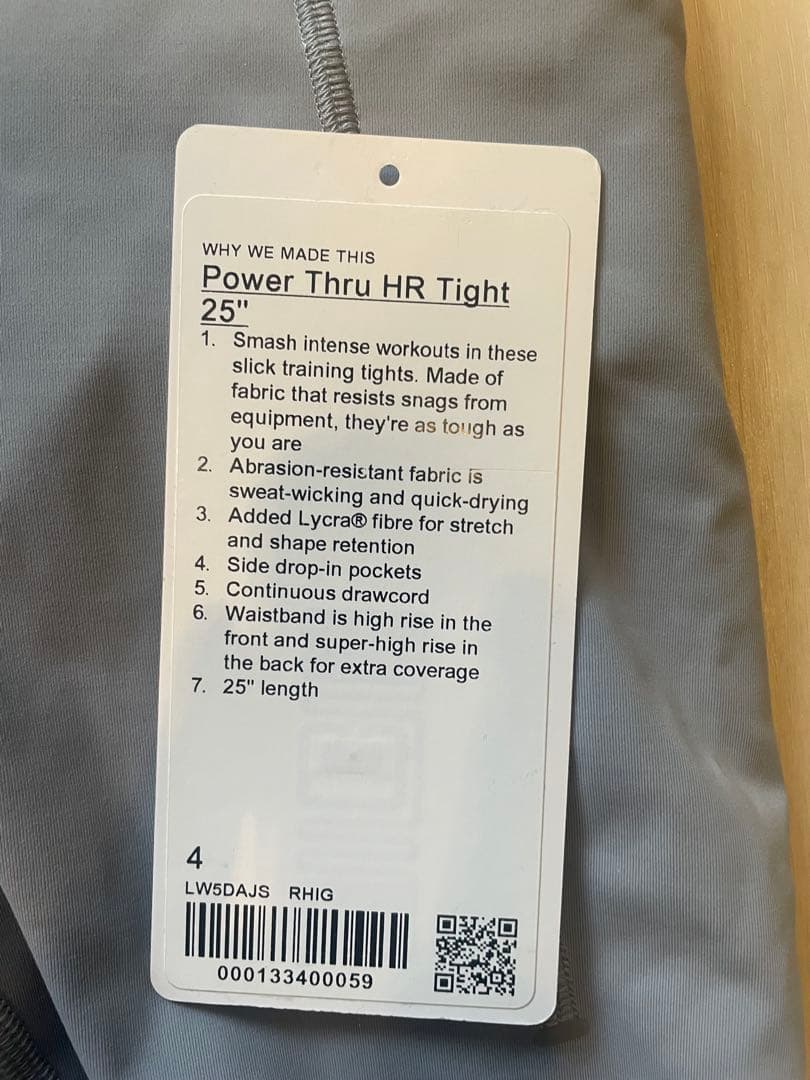 WHY WE MADE THIS
Power Thru HR Tight
25"
1. Smash intense workouts in these
slick training tights. Made of
fabric that resists snags from
equipment, they're as tough as
you are
2. Abrasion-resistant fabric is
sweat-wicking and quick-drying
3. Added Lycra® fibre for stretch
and shape retention
4. Side drop-in pockets
5. Continuous drawcord
6. Waistband is high rise in the
front and super-high rise in
the back for extra coverage
7. 25" length
4
LW5DAJS RHIG
000133400059